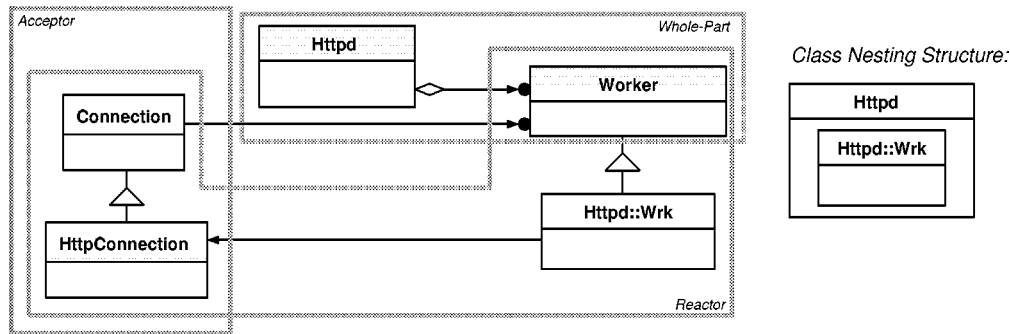 Acceptor
Httpd
Whole-Part
Worker
Connection
Httpd::Wrk
HttpConnection
Reactor
Class Nesting Structure:
Httpd
Httpd::Wrk